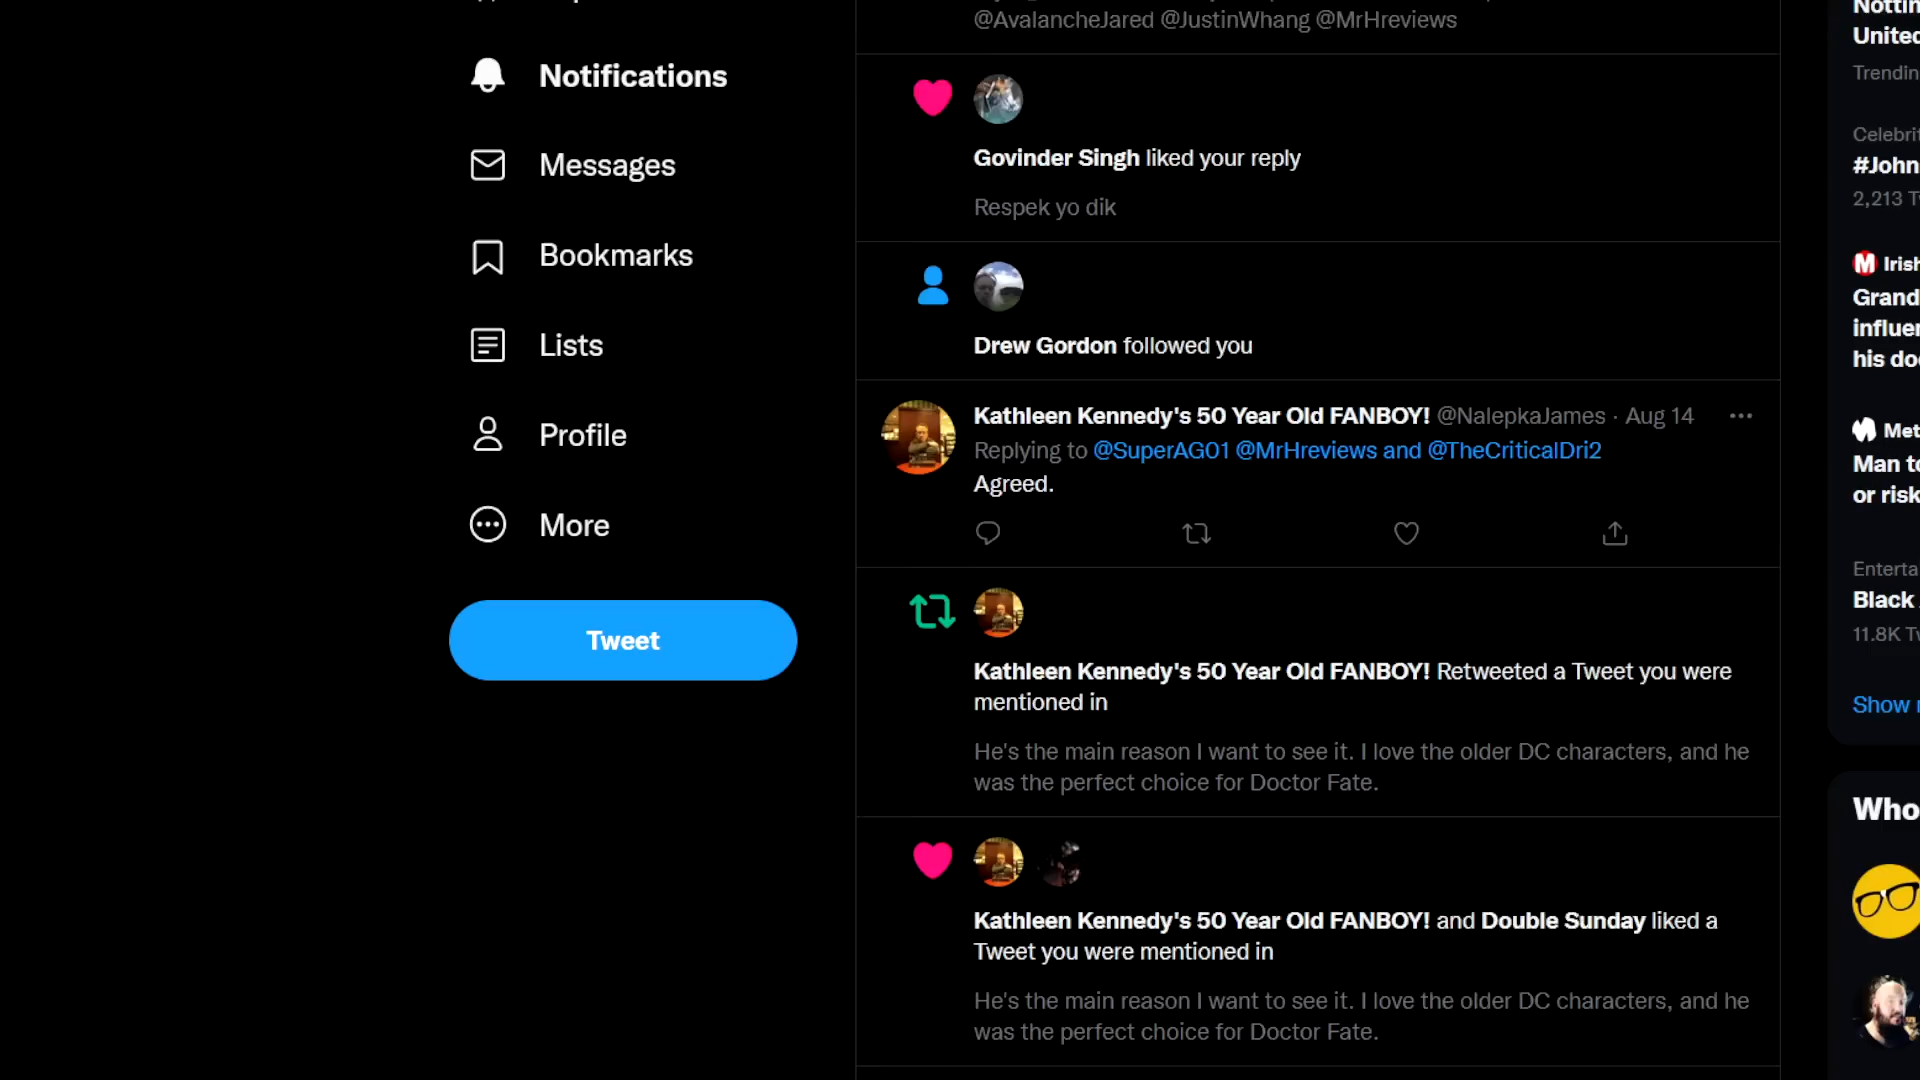 Notifications
Messages
Bookmarks
Lists
Profile
More
Tweet
@AvalancheJared @JustinWhang @MrHreviews
Govinder Singh liked your reply
Respek yo dik
Drew Gordon followed you
Kathleen Kennedy's 50 Year Old FANBOY! @NalepkaJames · Aug 14
Replying to @SuperAG01 @MrHreviews and @TheCriticalDri2
Agreed.
Kathleen Kennedy's 50 Year Old FANBOY! Retweeted a Tweet you were
mentioned in
He's the main reason I want to see it. I love the older DC characters, and he
was the perfect choice for Doctor Fate.
Kathleen Kennedy's 50 Year Old FANBOY! and Double Sunday liked a
Tweet you were mentioned in
He's the main reason I want to see it. I love the older DC characters, and he
was the perfect choice for Doctor Fate.
United
Trendin
Celebrit
#John
2,213 T
Irish
Grand
influen
his do
Met
Man to
or risk
Enterta
Black
11.8K Tw
Show
Who